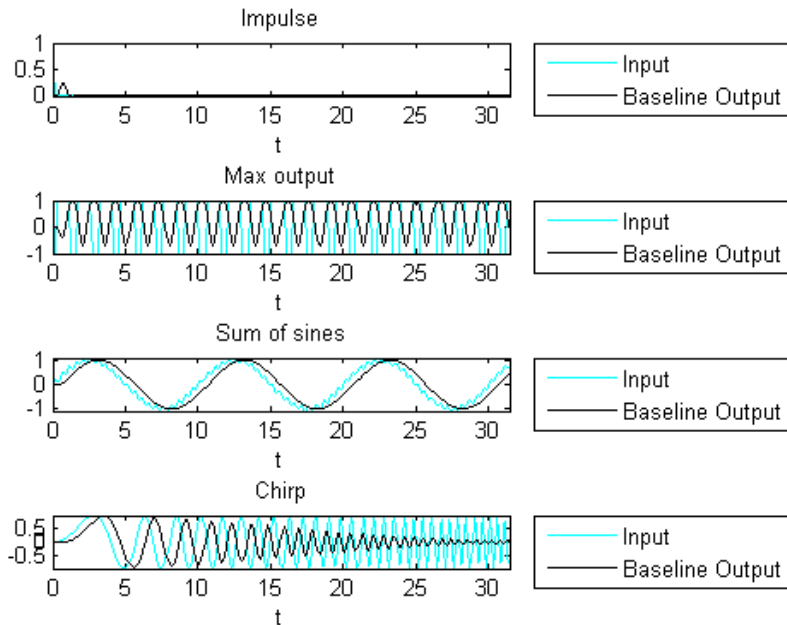 Impulse
1
0.5
0
0 5 10 15 20 25 30
t
Input
Baseline Output
Max output
1
0
-1
0 5 10 15 20 25 30
t
Input
Baseline Output
Sum of sines
1
0
-1
0 5 10 15 20 25 30
t
Input
Baseline Output
Chirp
0.5
-0.5
0 5 10 15 20 25 30
t
Input
Baseline Output